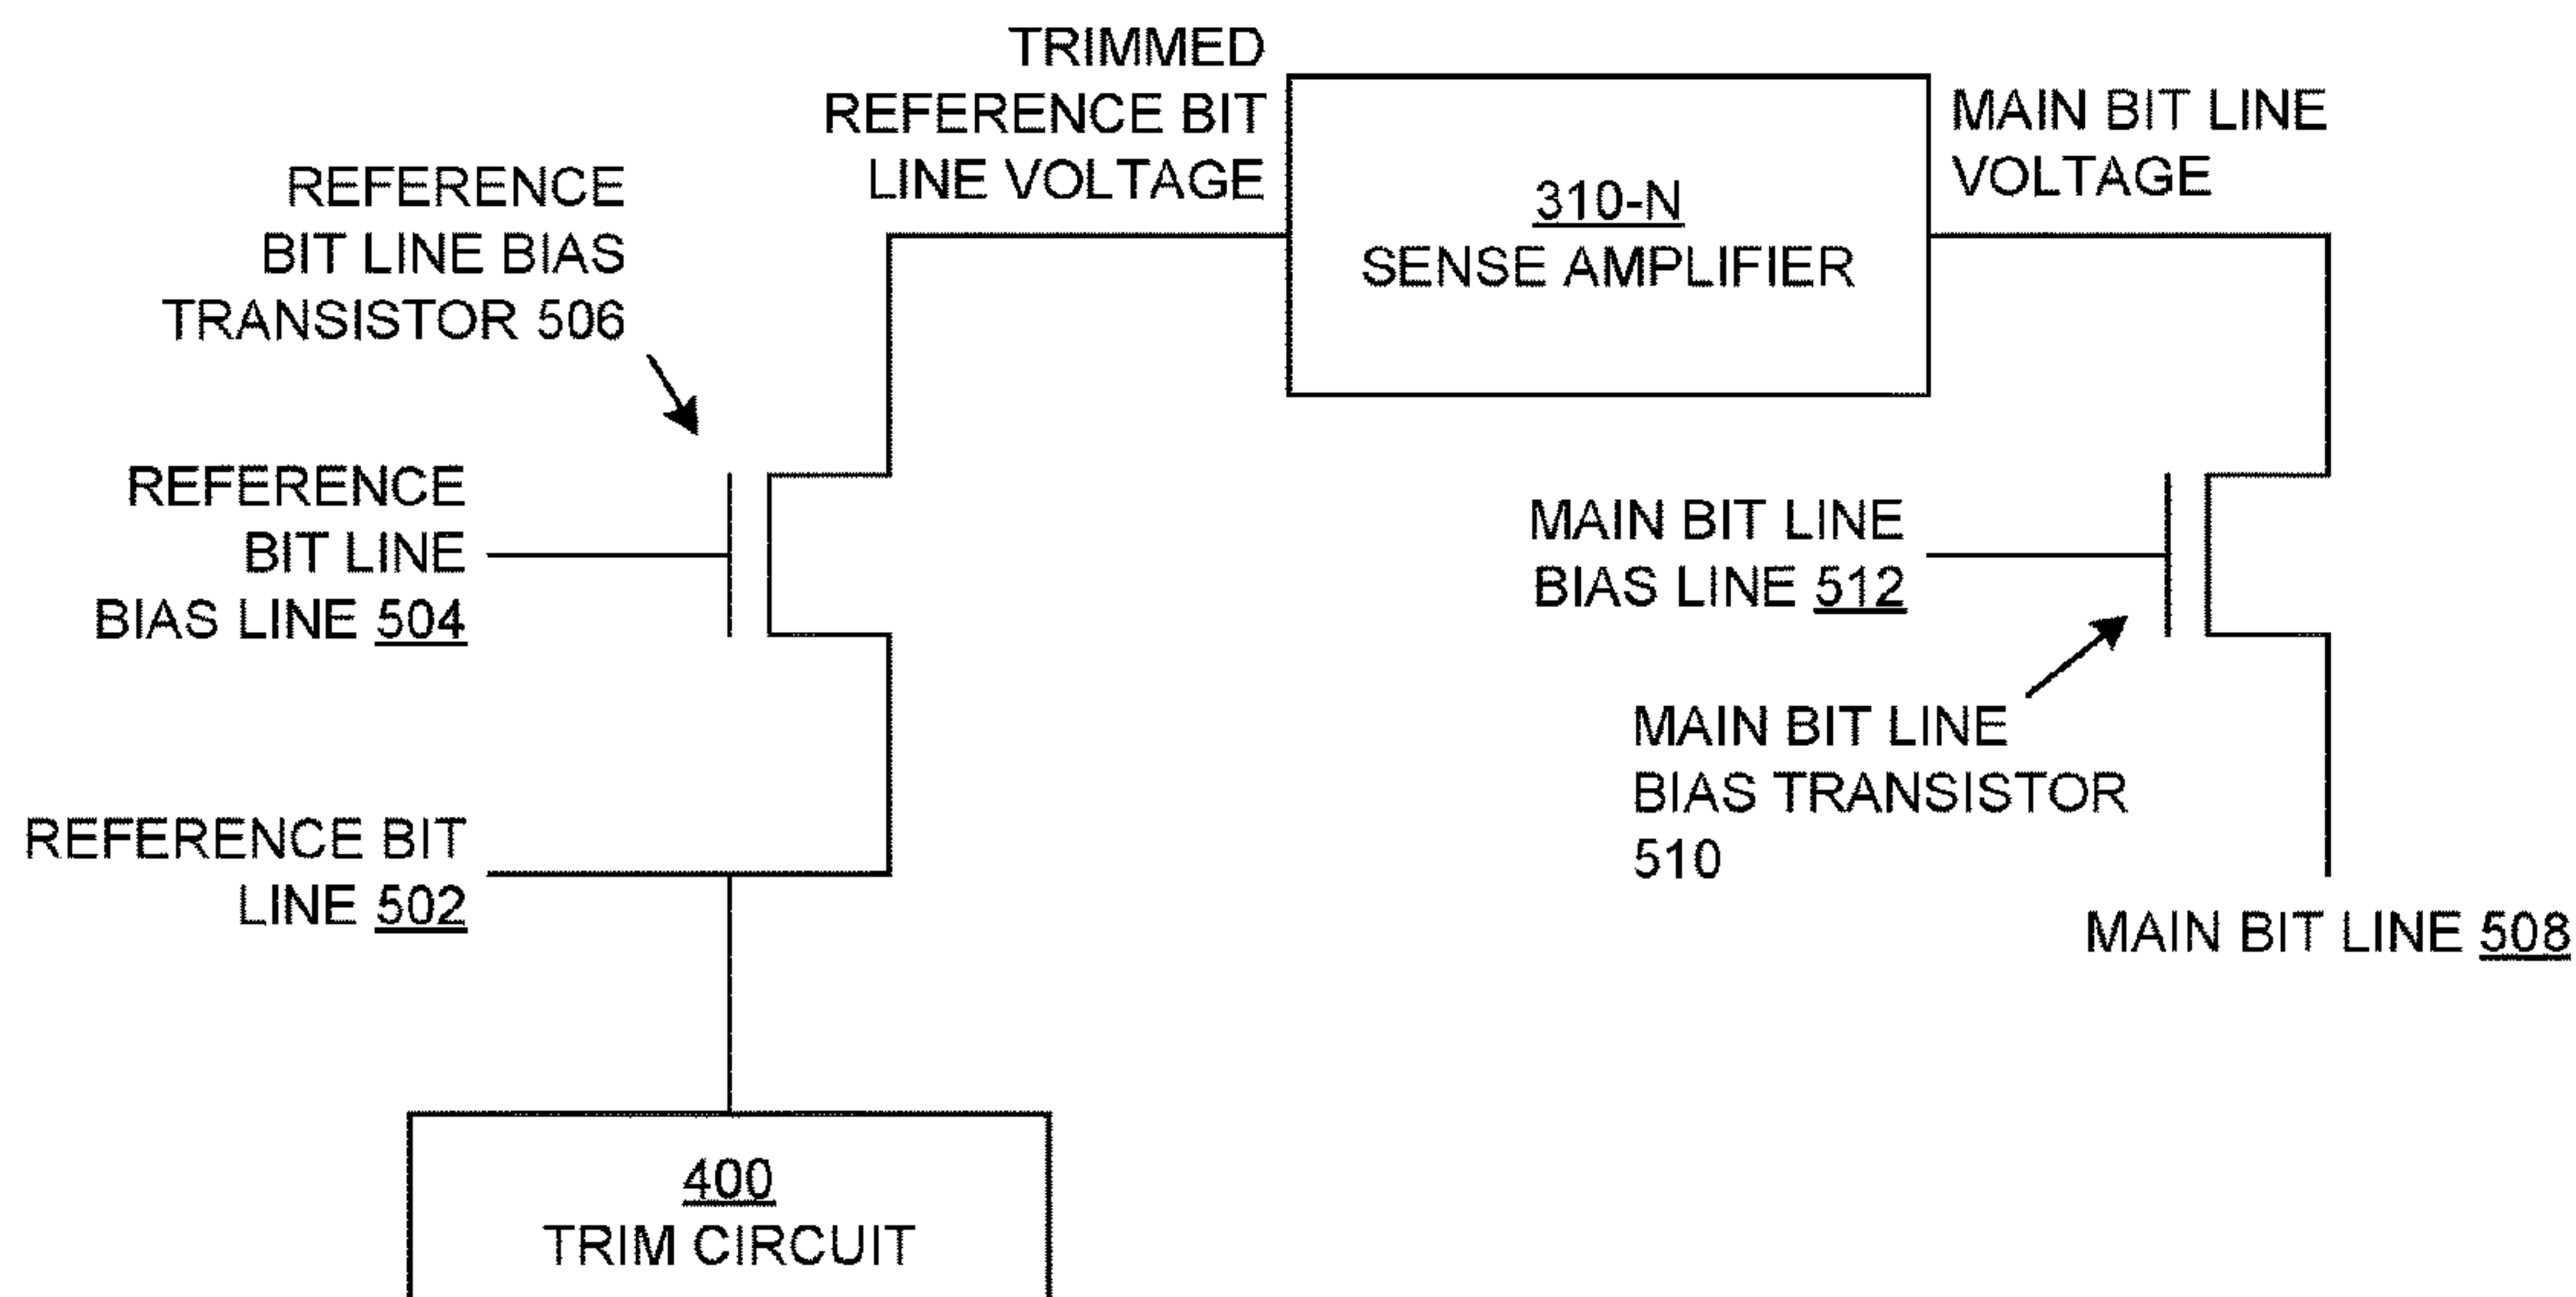 TRIMMED
REFERENCE BIT
LINE VOLTAGE
310-N
SENSE AMPLIFIER
MAIN BIT LINE
VOLTAGE
REFERENCE
BIT LINE BIAS
TRANSISTOR 506
REFERENCE
BIT LINE
BIAS LINE 504
MAIN BIT LINE
BIAS LINE 512
MAIN BIT LINE
BIAS TRANSISTOR
510
REFERENCE BIT
LINE 502
MAIN BIT LINE 508
400
TRIM CIRCUIT